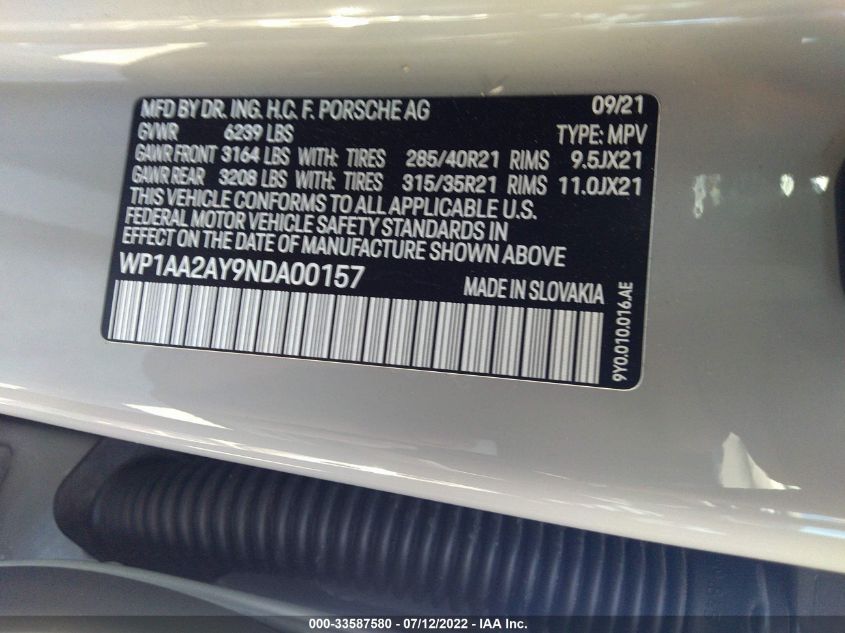 MFD BY DR. ING. H.C. F. PORSCHE AG 09/21
GVWR 6239 LBS TYPE: MPV
GAWR FRONT 3164 LBS WITH: TIRES 285/40R21 RIMS 9.5JX21
GAWR REAR 3208 LBS WITH: TIRES 315/35R21 RIMS 11.0JX21
THIS VEHICLE CONFORMS TO ALL APPLICABLE U.S.
FEDERAL MOTOR VEHICLE SAFETY STANDARDS IN
EFFECT ON THE DATE OF MANUFACTURE SHOWN ABOVE
WP1AA2AY9NDA00157 MADE IN SLOVAKIA
9Y0.010.016.AE
000-33587580 - 07/12/2022 - IAA Inc.